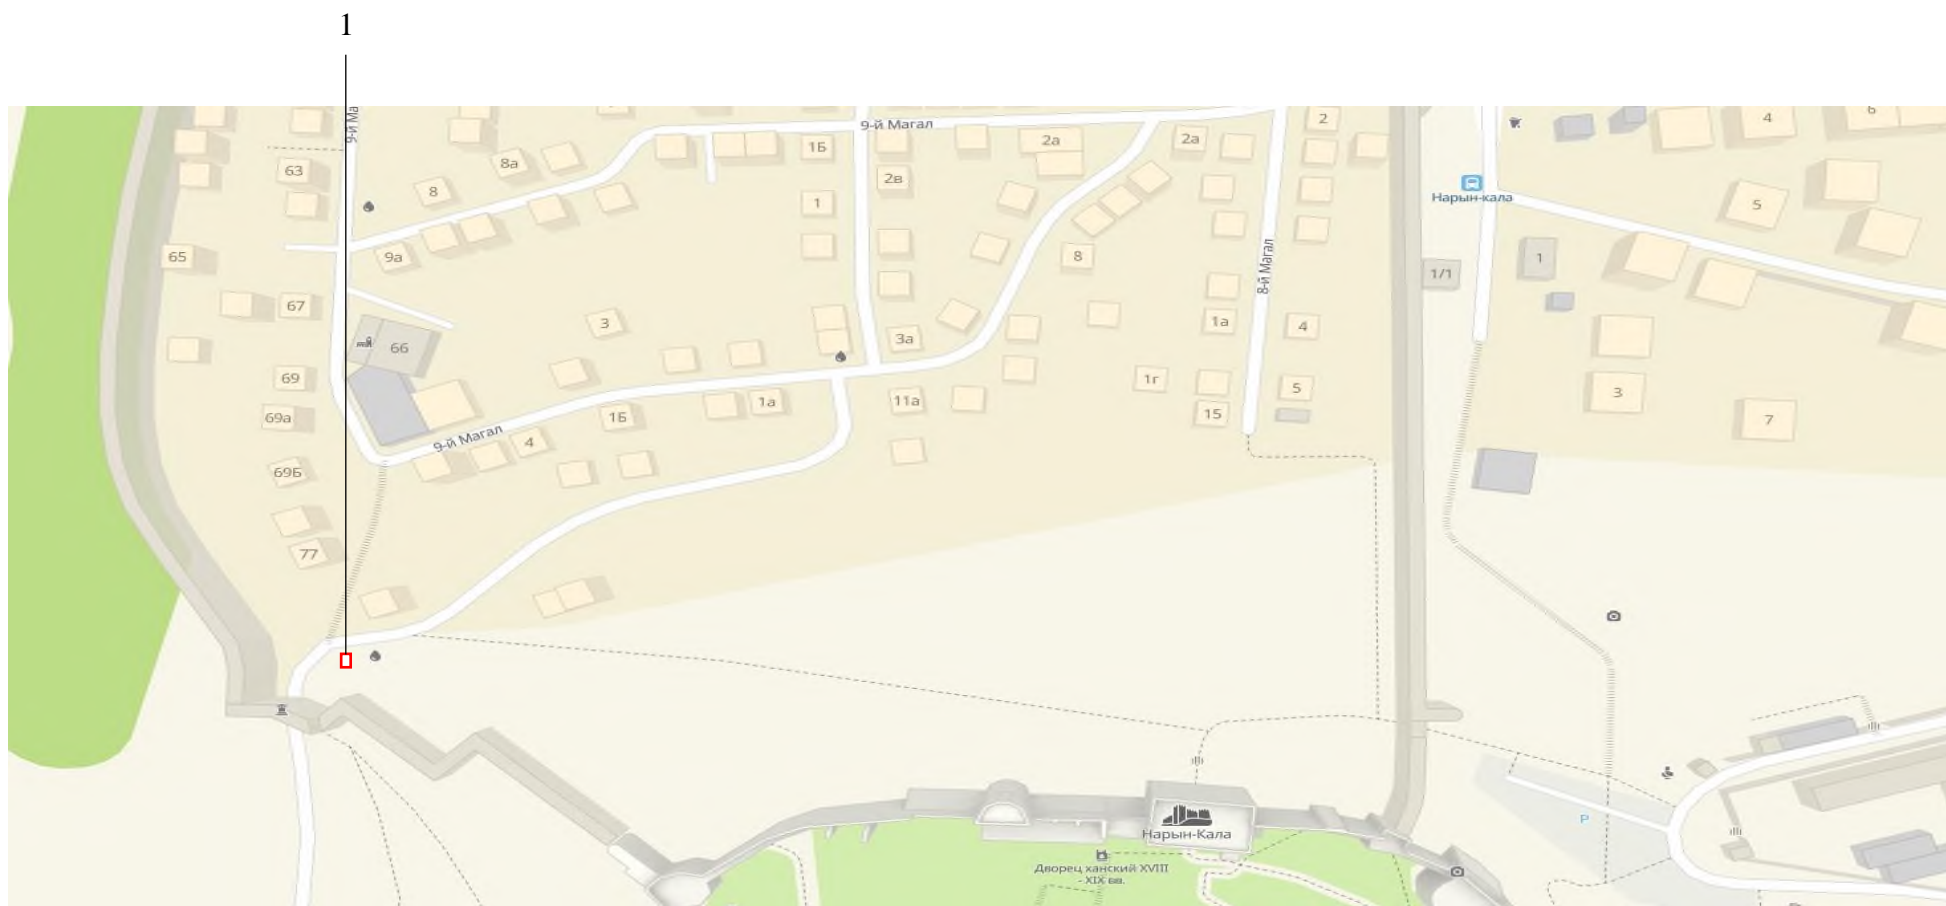 1
9-й Ма
9-й Магал
2
4
6
8а
1Б
2а
2а
63
8
2в
1
Нарын-кала
5
65
9а
8
8-й Магал
1/1
1
67
3
1а
4
3а
66
69
1г
5
3
69а
1Б
1а
11а
15
7
9-й Магал
4
69Б
77
P
Нарын-Кала
Дворец ханский XVIII
- XIX вв.